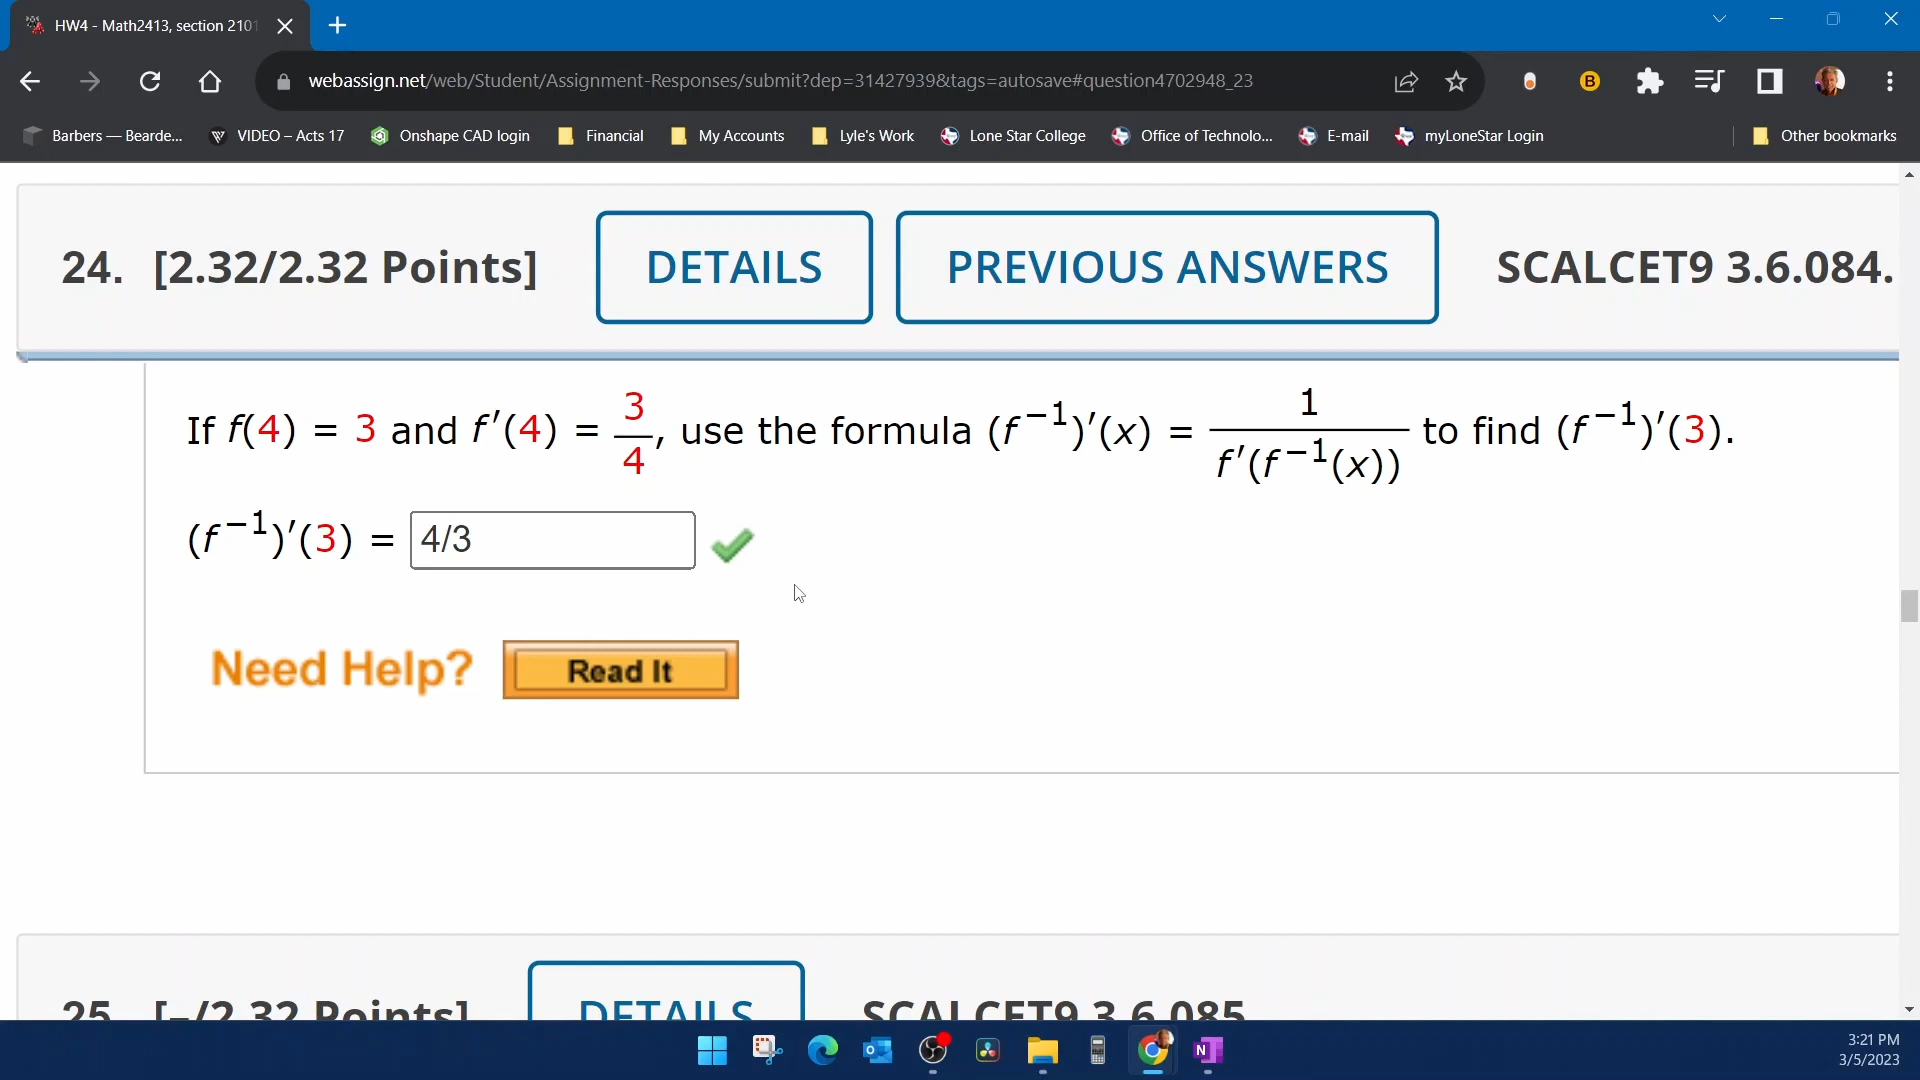 HW4 - Math2413, section 2101
webassign.net/web/Student/Assignment-Responses/submit?dep=31427939&tags=autosave#question4702948_23
B
Barbers — Bearde... VIDEO – Acts 17 Onshape CAD login Financial My Accounts Lyle's Work Lone Star College Office of Technolo... E-mail myLoneStar Login Other bookmarks
24. [2.32/2.32 Points] DETAILS PREVIOUS ANSWERS SCALCET9 3.6.084.
If f(4) = 3 and f′(4) = 3/4, use the formula (f⁻¹)′(x) = 1/f′(f⁻¹(x)) to find (f⁻¹)′(3).
(f⁻¹)′(3) = 4/3
Need Help? Read It
25. [–/2.32 Points] DETAILS SCALCET9 3.6.085.
3:21 PM
3/5/2023